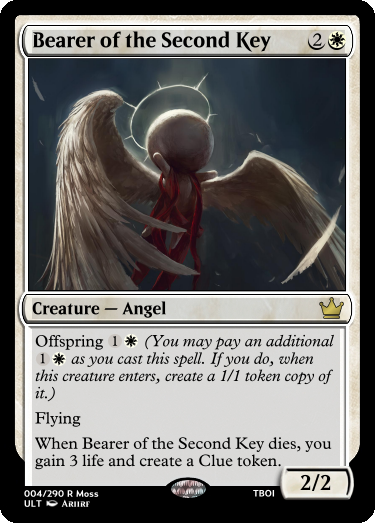 Bearer of the Second Key 2
Creature — Angel
Offspring 1 (You may pay an additional
1 as you cast this spell. If you do, when
this creature enters, create a 1/1 token copy of
it.)
Flying
When Bearer of the Second Key dies, you
gain 3 life and create a Clue token.
2/2
004/290 R Moss
TBOI